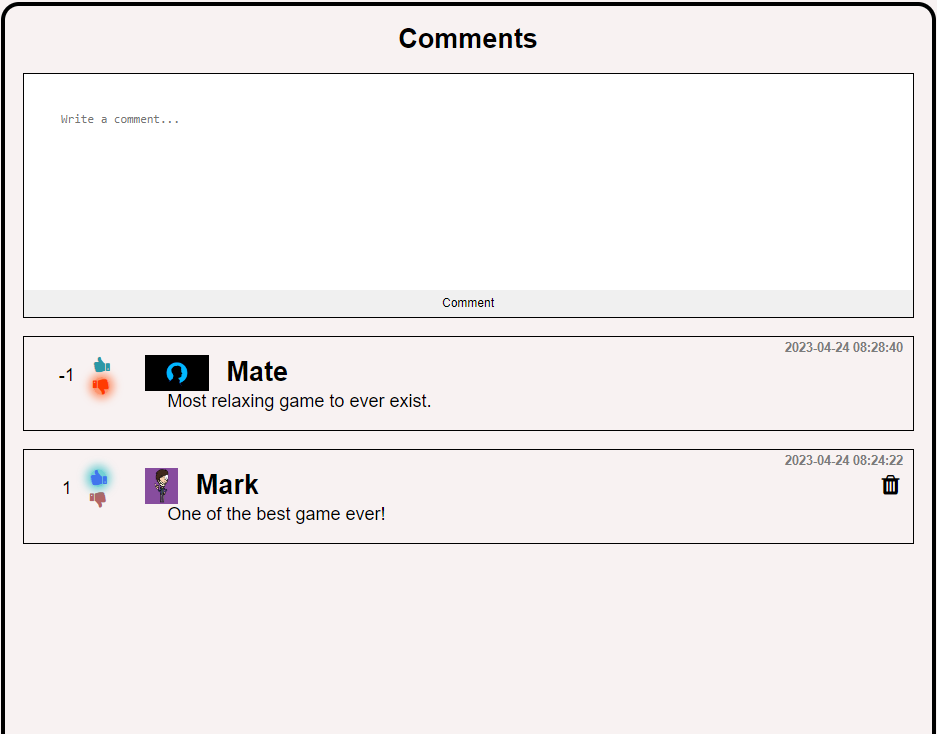 Comments
Write a comment...
Comment
2023-04-24 08:28:40
-1
Mate
Most relaxing game to ever exist.
2023-04-24 08:24:22
1
Mark
One of the best game ever!